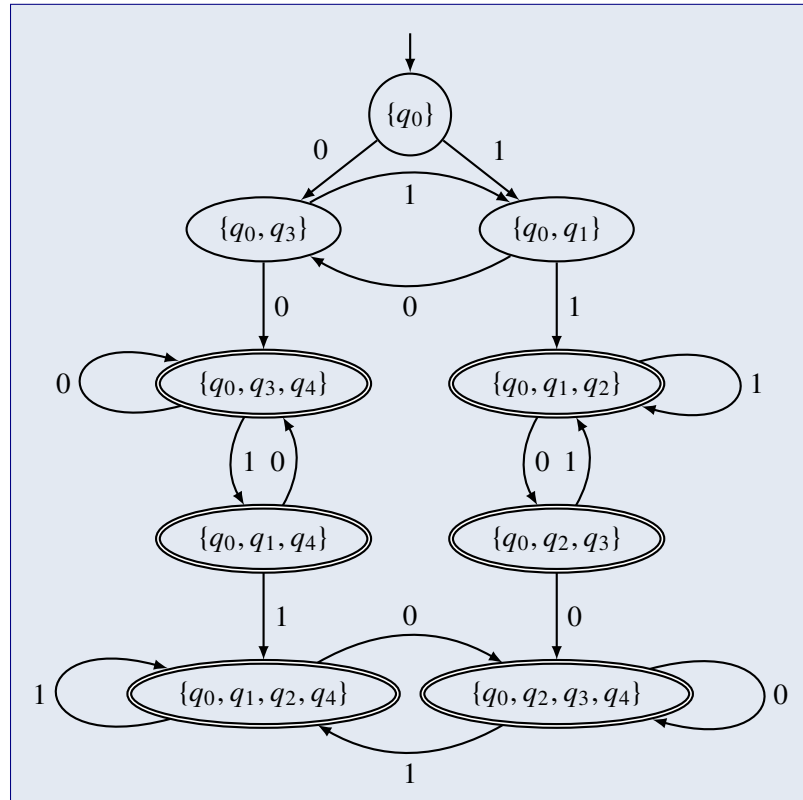 {q₀}
0 1
1
{q₀, q₃} {q₀, q₁}
0
0 1
0 {q₀, q₃, q₄} {q₀, q₁, q₂} 1
1 0 0 1
{q₀, q₁, q₄} {q₀, q₂, q₃}
1 0
0
1 {q₀, q₁, q₂, q₄} {q₀, q₂, q₃, q₄} 0
1